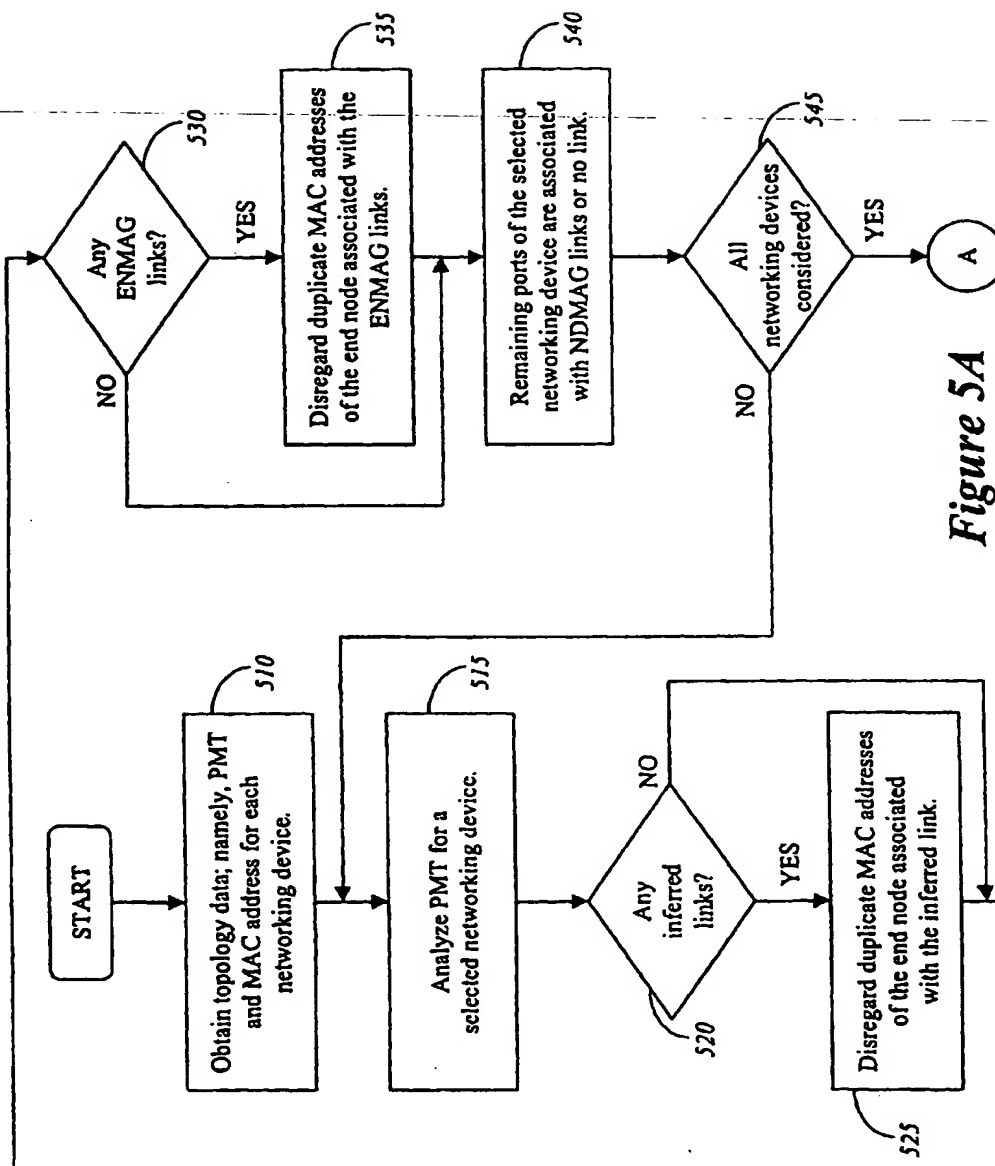 START
Obtain topology data; namely, PMT
and MAC address for each
networking device.
510
Analyze PMT for a
selected networking device.
515
Any
inferred
links?
520
NO
YES
Disregard duplicate MAC addresses
of the end node associated
with the inferred link.
525
Any
ENMAG
links?
530
NO
YES
Disregard duplicate MAC addresses
of the end node associated with the
ENMAG links.
535
Remaining ports of the selected
networking device are associated
with NDMAG links or no link.
540
All
networking devices
considered?
545
NO
YES
A
Figure 5A